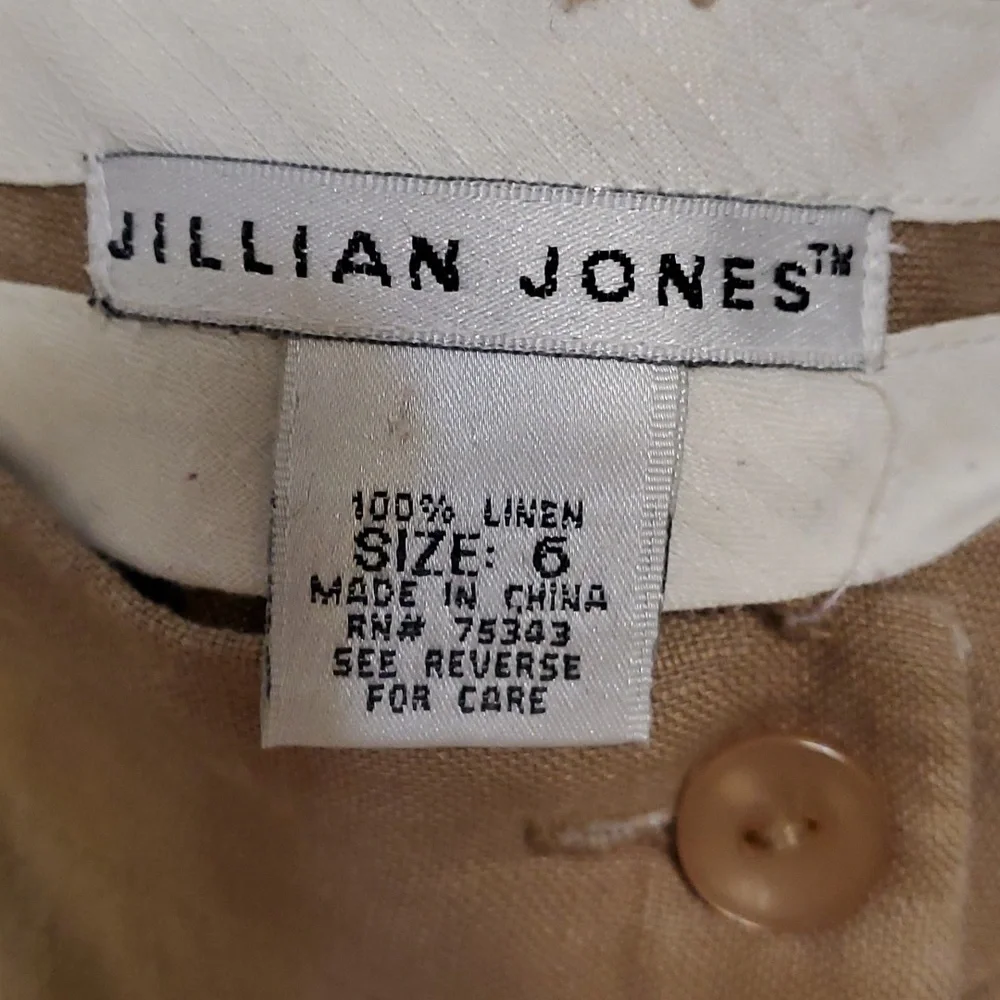 JILLIAN JONES™
100% LINEN
SIZE: 6
MADE IN CHINA
RN# 75343
SEE REVERSE
FOR CARE